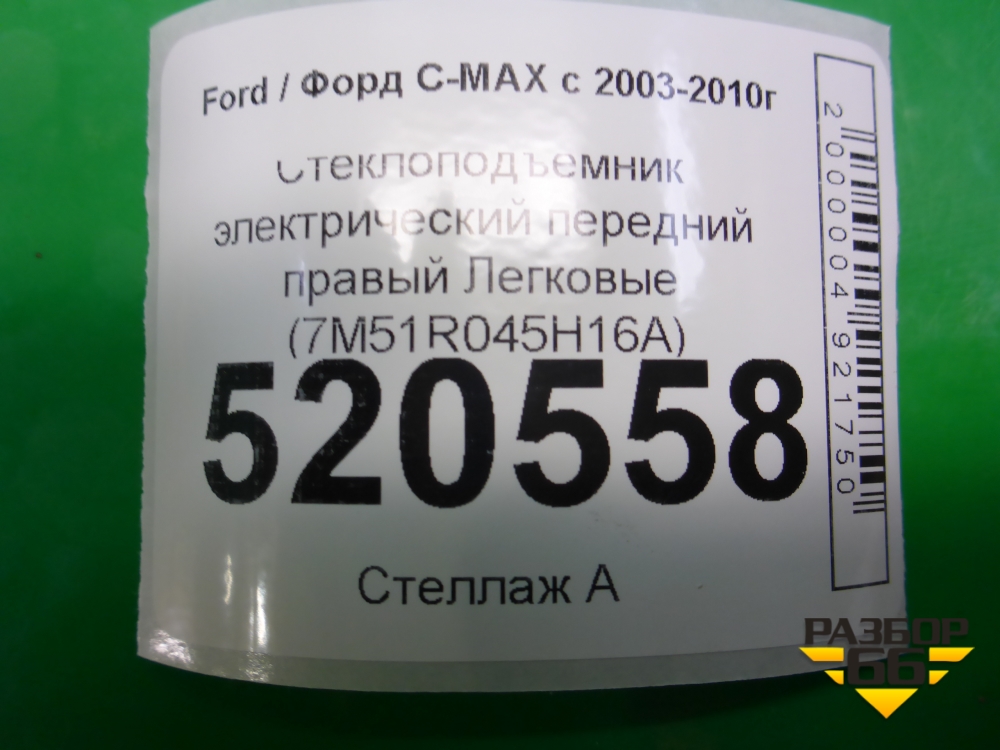 Ford / Форд C-MAX с 2003-2010г
Стеклоподъемник
электрический передний
правый Легковые
(7M51R045H16A)
520558
Стеллаж А
2000004921750
РАЗБОР
66